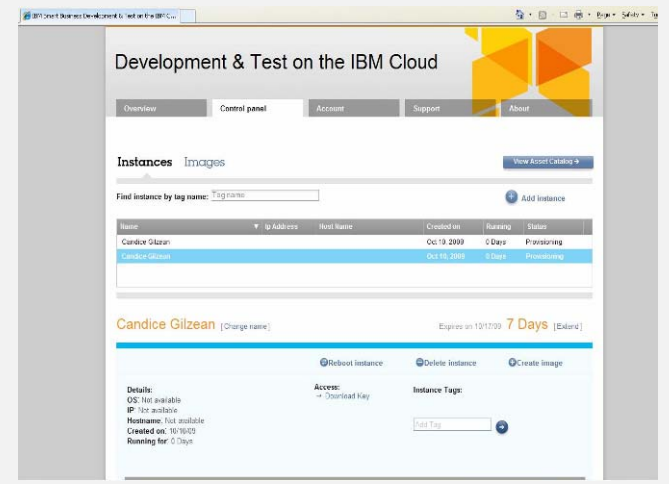 IBM Smart Business Development & Test on the IBM C...
Page Safety
Development & Test on the IBM Cloud
Overview Control panel Account Support About
Instances Images View Asset Catalog →
Find instance by tag name: Tag name Add instance
Name Ip Address Host Name Created on Running Status
Candice Gilzean Oct 10, 2009 0 Days Provisioning
Candice Gilzean Oct 10, 2009 0 Days Provisioning
Candice Gilzean [Change name] Expires on 10/17/09 7 Days [Extend]
Reboot instance Delete instance Create image
Details: Access: Instance Tags:
OS: Not available → Download Key
IP: Not available
Hostname: Not available Add Tag
Created on: 10/10/09
Running for: 0 Days